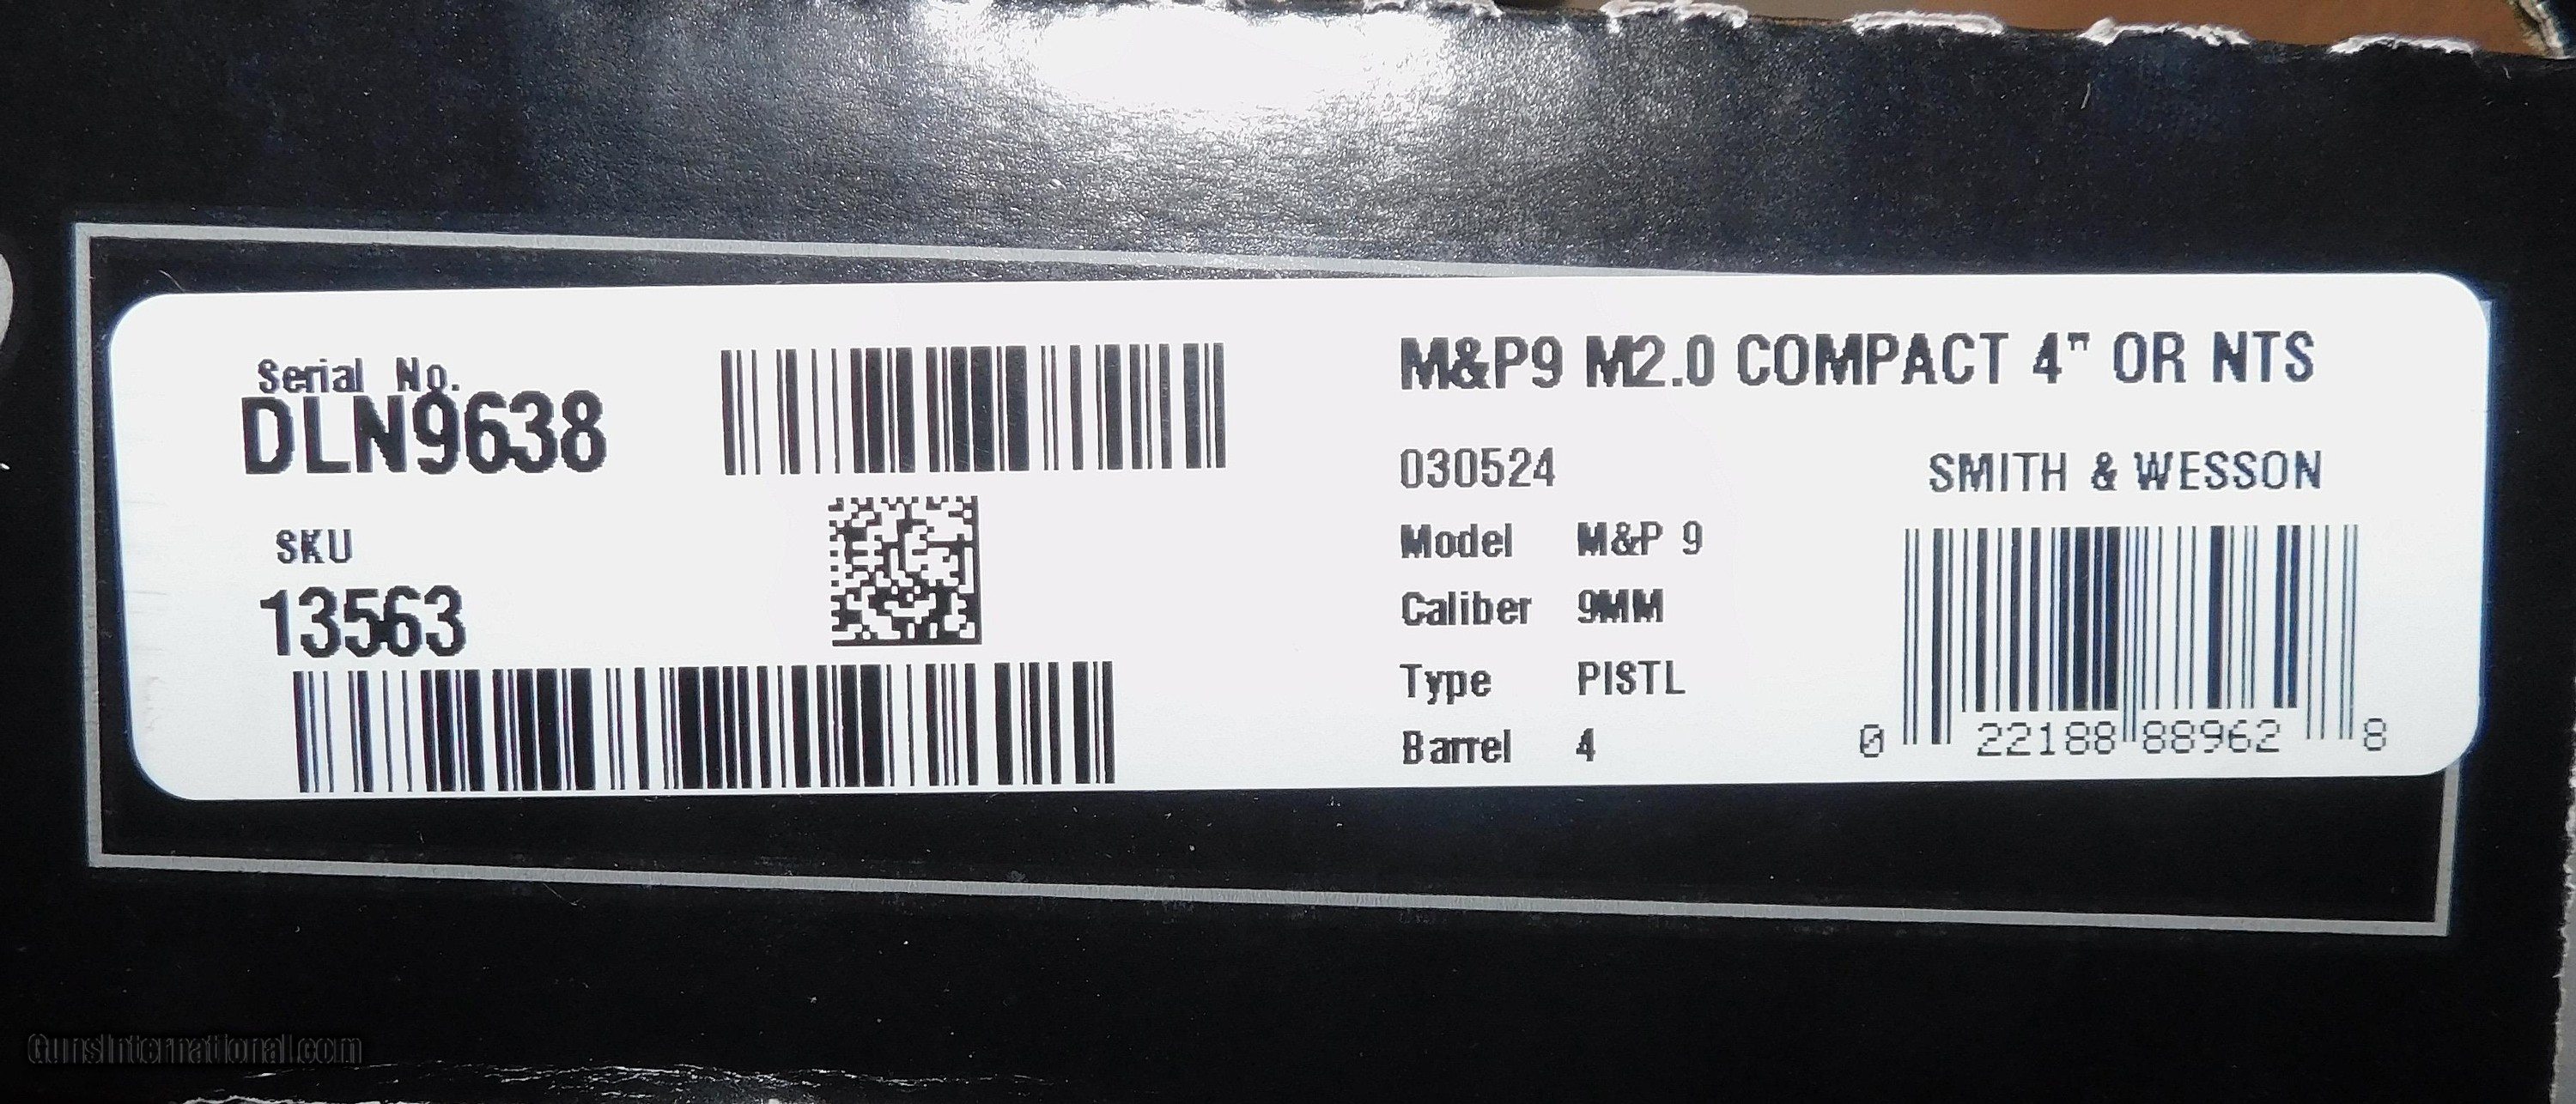 Serial No.
DLN9638
SKU
13563
M&P9 M2.0 COMPACT 4" OR NTS
030524
SMITH & WESSON
Model M&P 9
Caliber 9MM
Type PISTL
Barrel 4
0 22188 88962 8
GunsInternational.com